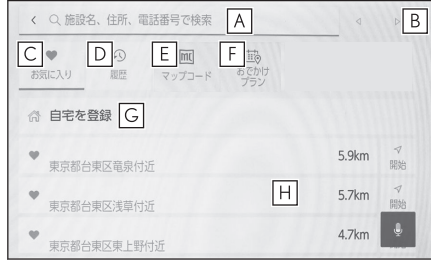 施設名、住所、電話番号で検索 A B
C D E F
お気に入り 履歴 マップコード おでかけ
プラン
自宅を登録 G
5.9km
東京都台東区竜泉付近 開始
H 5.7km
東京都台東区浅草付近 開始
4.7km
東京都台東区東上野付近